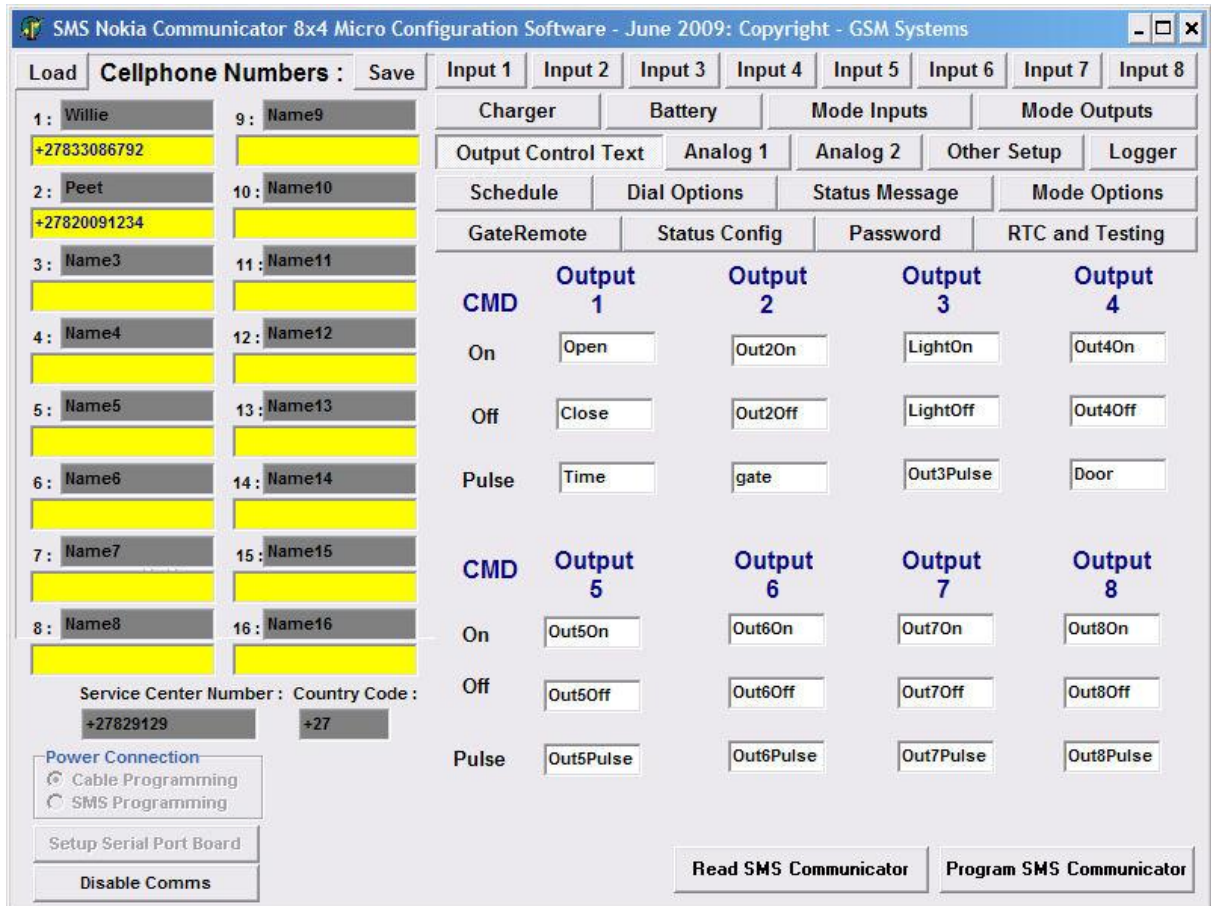 SMS Nokia Communicator 8x4 Micro Configuration Software - June 2009: Copyright - GSM Systems
Load Cellphone Numbers : Save
1 : Willie 9 : Name9
+27833086792
2 : Peet 10 : Name10
+27820091234
3 : Name3 11 : Name11
4 : Name4 12 : Name12
5 : Name5 13 : Name13
6 : Name6 14 : Name14
7 : Name7 15 : Name15
8 : Name8 16 : Name16
Service Center Number : Country Code :
+27829129 +27
Power Connection
Cable Programming
SMS Programming
Setup Serial Port Board
Disable Comms
Input 1 Input 2 Input 3 Input 4 Input 5 Input 6 Input 7 Input 8
Charger Battery Mode Inputs Mode Outputs
Output Control Text Analog 1 Analog 2 Other Setup Logger
Schedule Dial Options Status Message Mode Options
GateRemote Status Config Password RTC and Testing
Output Output Output Output
CMD 1 2 3 4
On Open Out2On LightOn Out4On
Off Close Out2Off LightOff Out4Off
Pulse Time gate Out3Pulse Door
Output Output Output Output
CMD 5 6 7 8
On Out5On Out6On Out7On Out8On
Off Out5Off Out6Off Out7Off Out8Off
Pulse Out5Pulse Out6Pulse Out7Pulse Out8Pulse
Read SMS Communicator Program SMS Communicator